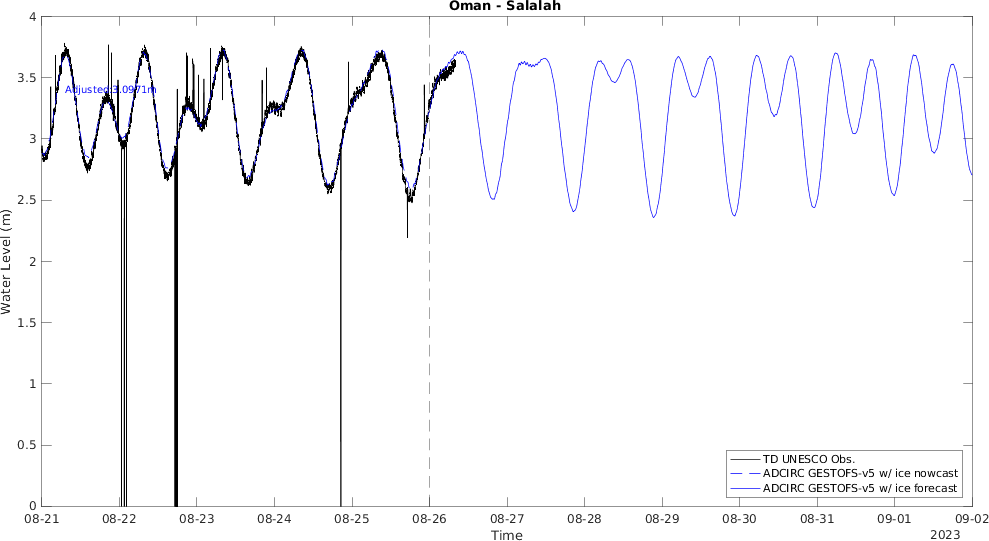 Oman - Salalah
4
3.5
3
2.5
2
1.5
1
0.5
0
Water Level (m)
Adjusted:3.0971m
TD UNESCO Obs.
ADCIRC GESTOFS-v5 w/ ice nowcast
ADCIRC GESTOFS-v5 w/ ice forecast
08-21 08-22 08-23 08-24 08-25 08-26 08-27 08-28 08-29 08-30 08-31 09-01 09-02
Time
2023